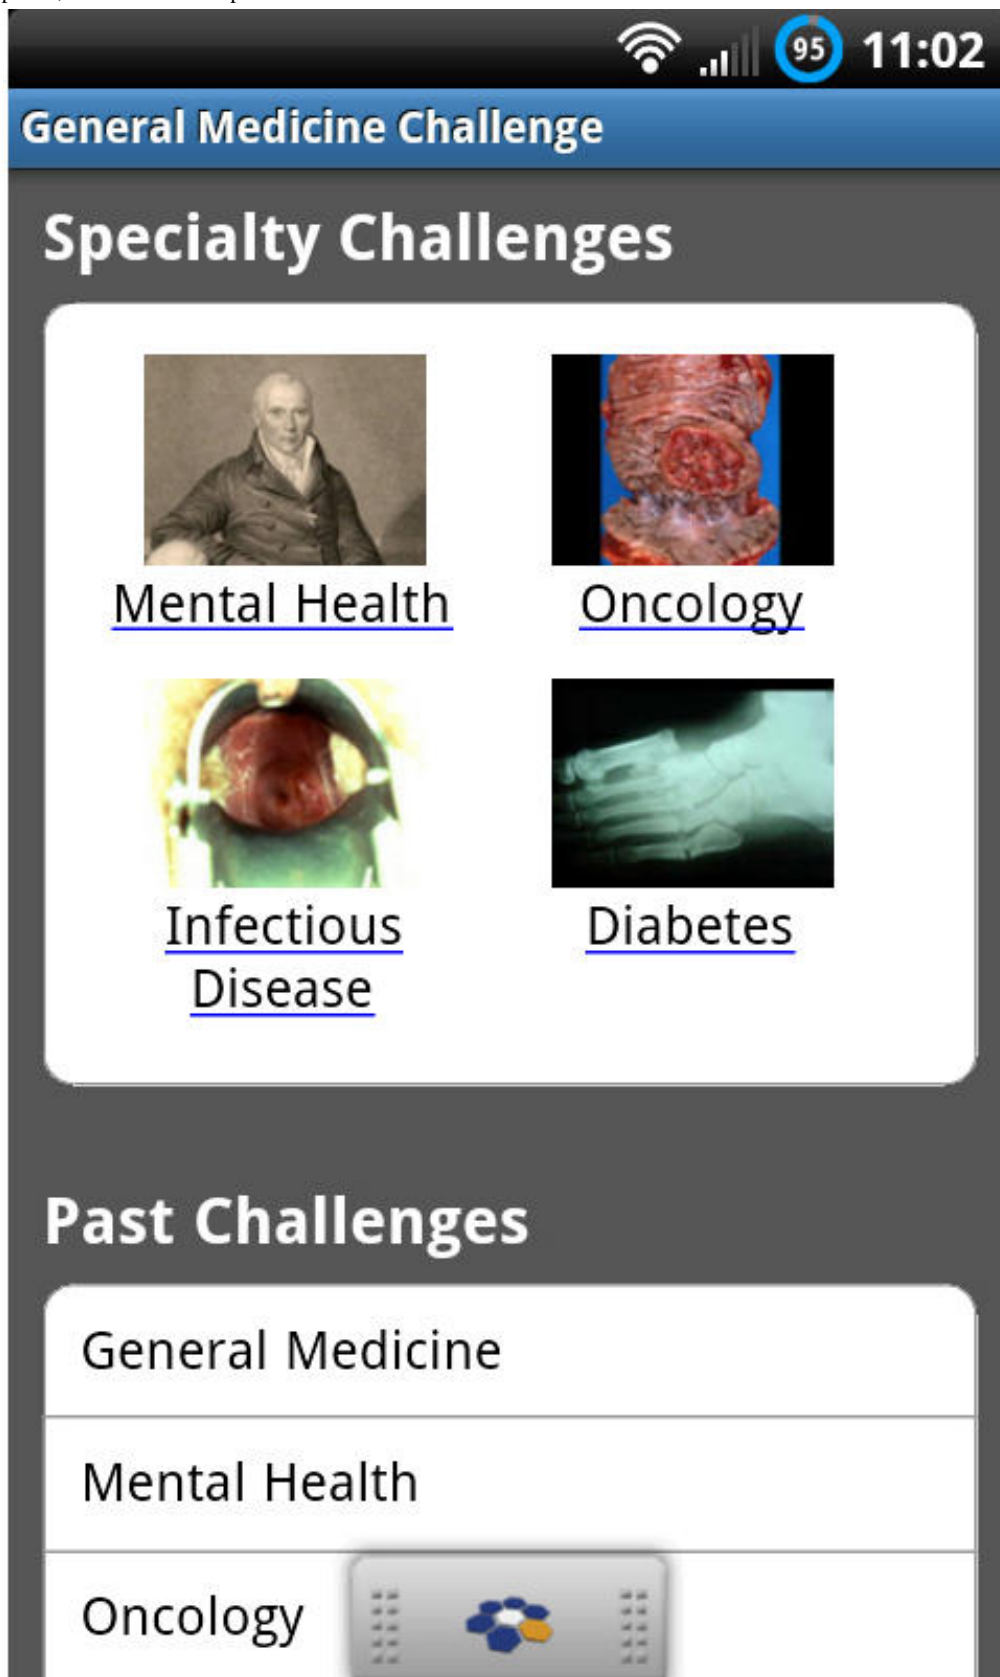 95 11:02
General Medicine Challenge
Specialty Challenges
Mental Health Oncology
Infectious Disease
Diabetes
Past Challenges
General Medicine
Mental Health
Oncology